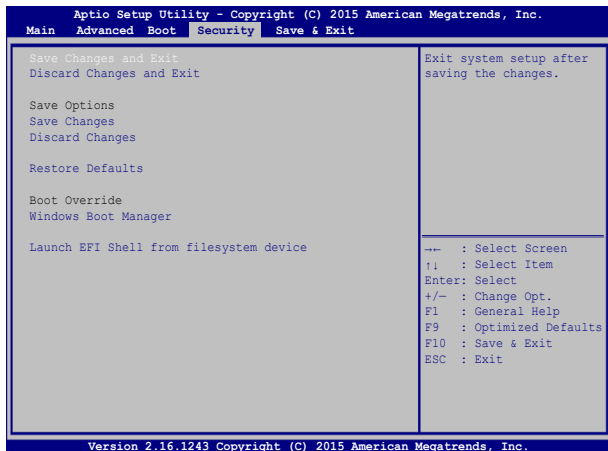 Aptio Setup Utility - Copyright (C) 2015 American Megatrends, Inc.
Main Advanced Boot Security Save & Exit
Save Changes and Exit
Discard Changes and Exit
Save Options
Save Changes
Discard Changes
Restore Defaults
Boot Override
Windows Boot Manager
Launch EFI Shell from filesystem device
Exit system setup after
saving the changes.
→← : Select Screen
↑↓ : Select Item
Enter: Select
+/— : Change Opt.
F1 : General Help
F9 : Optimized Defaults
F10 : Save & Exit
ESC : Exit
Version 2.16.1243 Copyright (C) 2015 American Megatrends, Inc.